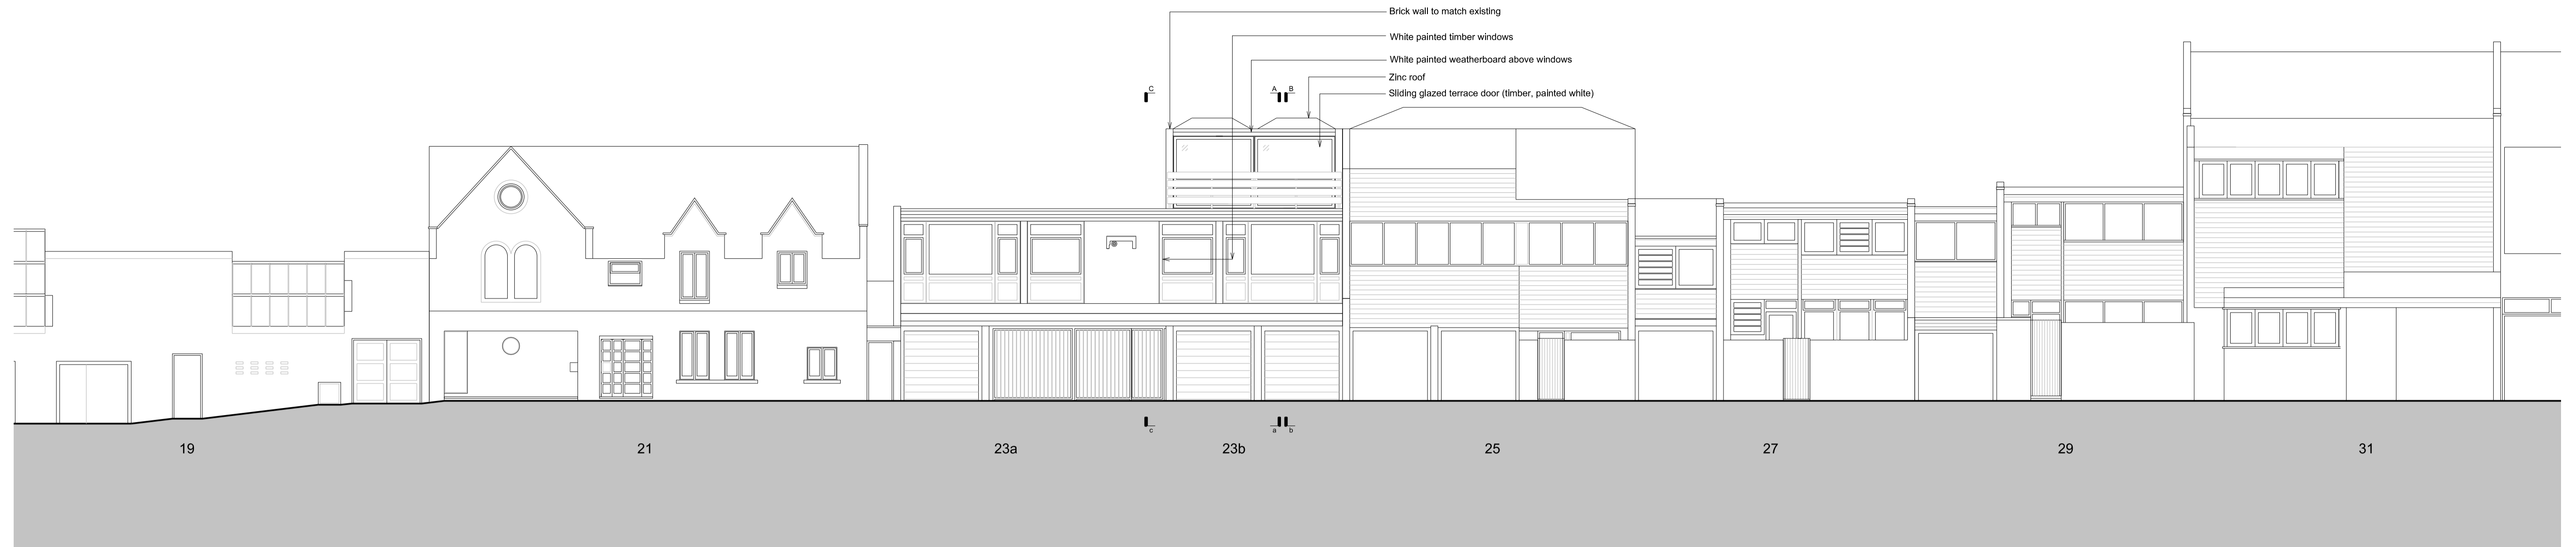 Brick wall to match existing
White painted timber windows
White painted weatherboard above windows
Zinc roof
Sliding glazed terrace door (timber, painted white)
C
A B
c
a b
19 21 23a 23b 25 27 29 31